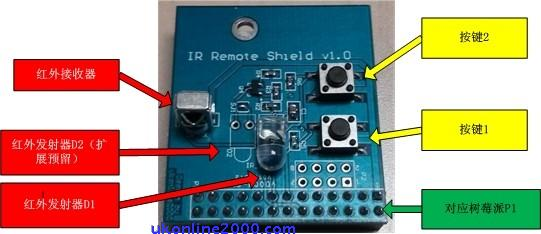 IR Remote Shield v1.0
按键2
红外接收器
红外发射器D2（扩
展预留）
按键1
红外发射器D1
对应树莓派P1
ukonline2000.com